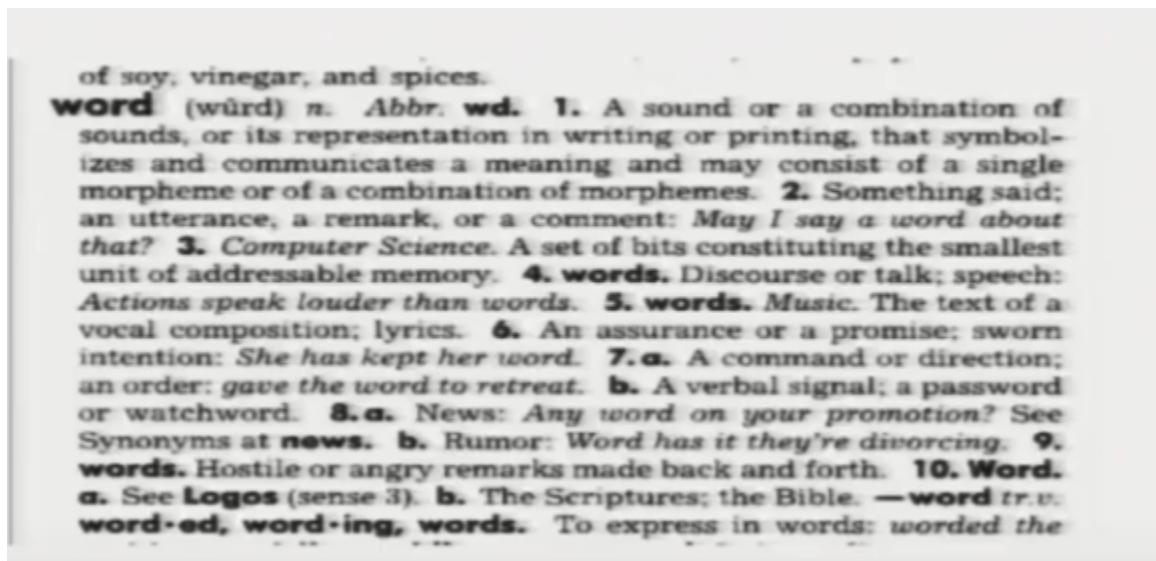 of soy, vinegar, and spices.
word (wûrd) n. Abbr. wd. 1. A sound or a combination of
sounds, or its representation in writing or printing, that symbol-
izes and communicates a meaning and may consist of a single
morpheme or of a combination of morphemes. 2. Something said;
an utterance, a remark, or a comment: May I say a word about
that? 3. Computer Science. A set of bits constituting the smallest
unit of addressable memory. 4. words. Discourse or talk; speech:
Actions speak louder than words. 5. words. Music. The text of a
vocal composition; lyrics. 6. An assurance or a promise; sworn
intention: She has kept her word. 7. a. A command or direction;
an order: gave the word to retreat. b. A verbal signal; a password
or watchword. 8. a. News: Any word on your promotion? See
Synonyms at news. b. Rumor: Word has it they're divorcing. 9.
words. Hostile or angry remarks made back and forth. 10. Word.
a. See Logos (sense 3). b. The Scriptures; the Bible. —word tr.v.
word·ed, word·ing, words. To express in words: worded the